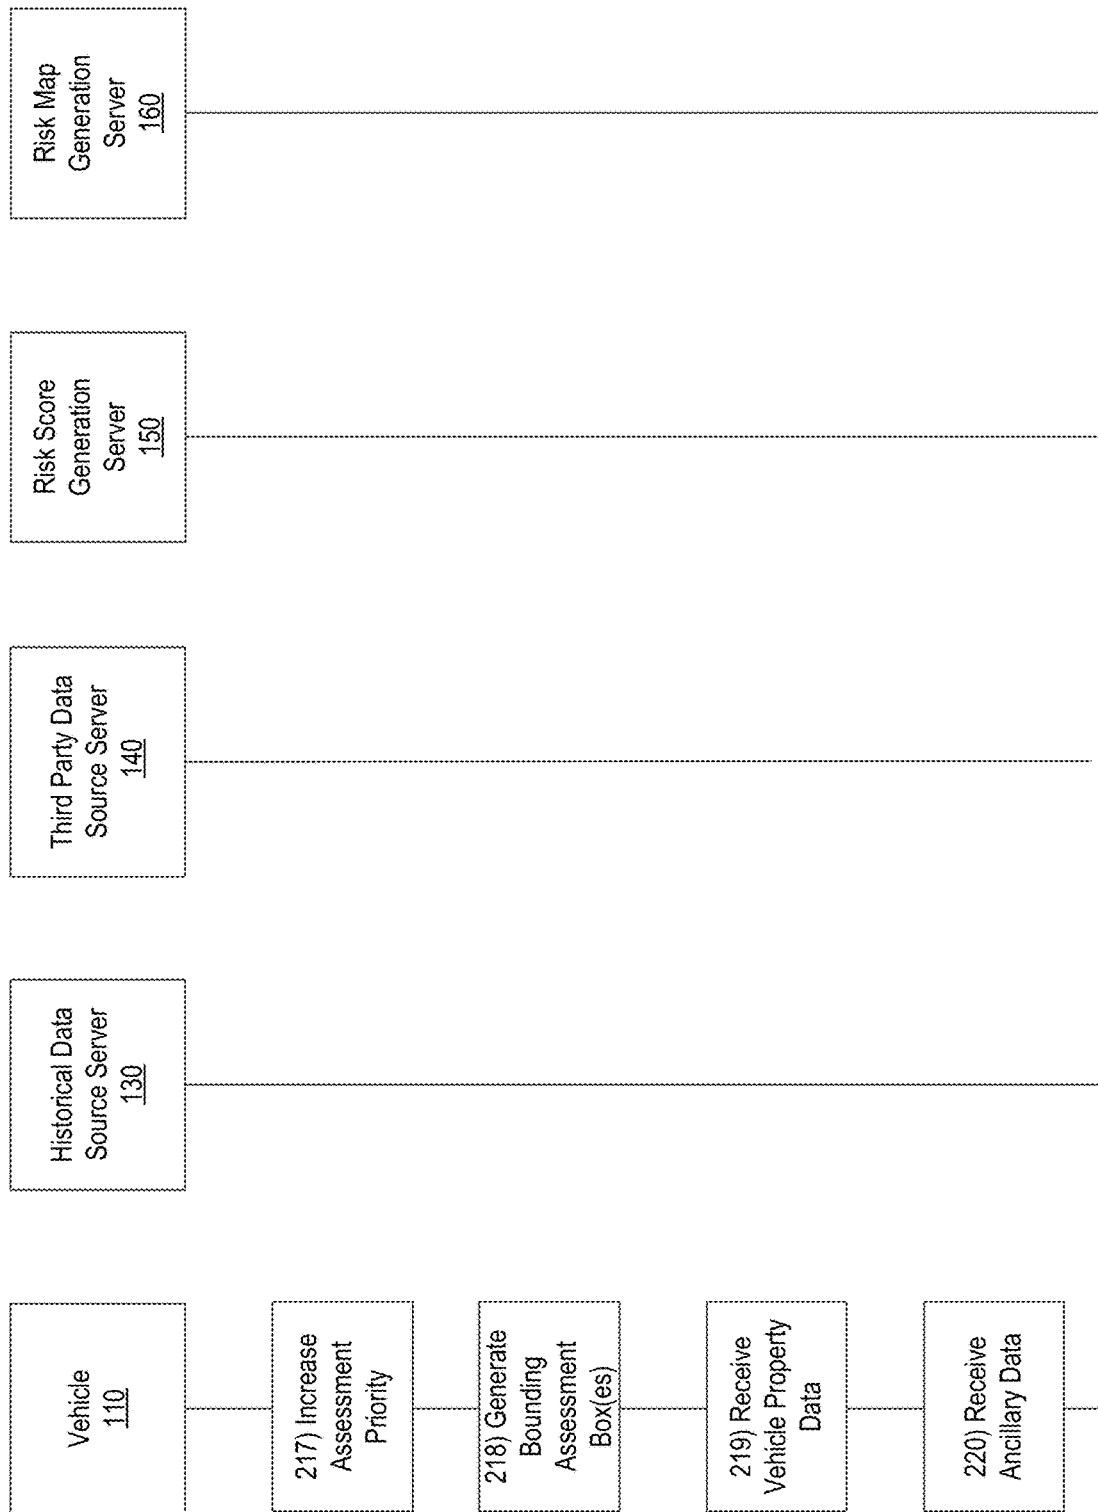 Vehicle
110
Historical Data
Source Server
130
Third Party Data
Source Server
140
Risk Score
Generation
Server
150
Risk Map
Generation
Server
160
217) Increase
Assessment
Priority
218) Generate
Bounding
Assessment
Box(es)
219) Receive
Vehicle Property
Data
220) Receive
Ancillary Data